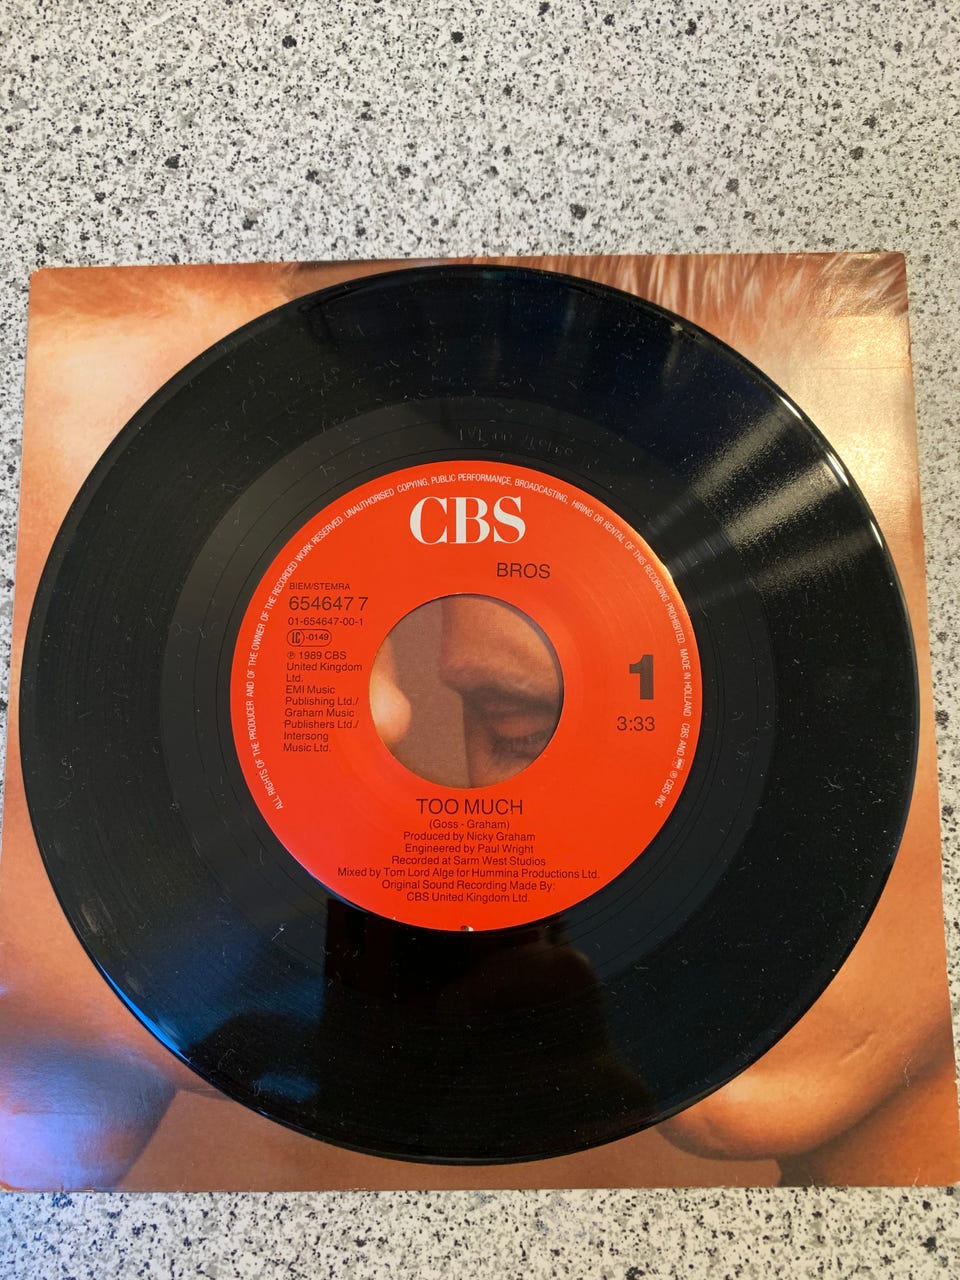 ALL RIGHTS OF THE PRODUCER AND OF THE OWNER OF THE RECORDED WORK RESERVED. UNAUTHORISED COPYING, PUBLIC PERFORMANCE, BROADCASTING, HIRING OR RENTAL OF THIS RECORDING PROHIBITED. MADE IN HOLLAND CBS AND ® CBS INC
CBS
BROS
BIEM/STEMRA
654647 7
01-654647-00-1
LC-0149
℗ 1989 CBS
United Kingdom
Ltd.
EMI Music
Publishing Ltd./
Graham Music
Publishers Ltd./
Intersong
Music Ltd.
1
3:33
TOO MUCH
(Goss - Graham)
Produced by Nicky Graham
Engineered by Paul Wright
Recorded at Sarm West Studios
Mixed by Tom Lord Alge for Hummina Productions Ltd.
Original Sound Recording Made By:
CBS United Kingdom Ltd.